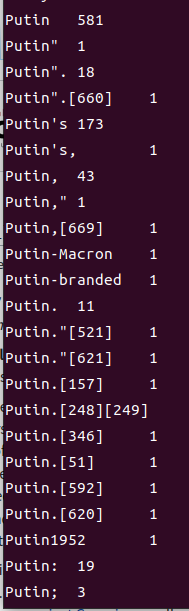 Putin	581
Putin"	1
Putin".	18
Putin".[660]	1
Putin's	173
Putin's,	1
Putin,	43
Putin,"	1
Putin,[669]	1
Putin-Macron	1
Putin-branded	1
Putin.	11
Putin."[521]	1
Putin."[621]	1
Putin.[157]	1
Putin.[248][249]
Putin.[346]	1
Putin.[51]	1
Putin.[592]	1
Putin.[620]	1
Putin1952	1
Putin:	19
Putin;	3